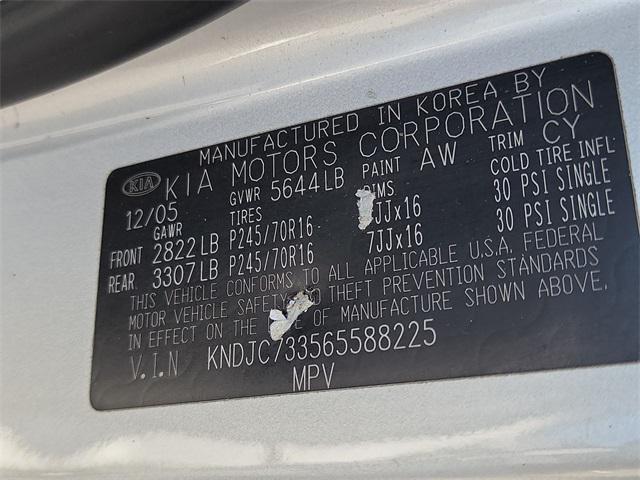 MANUFACTURED IN KOREA BY
KIA KIA MOTORS CORPORATION
12/05 GVWR 5644LB PAINT AW TRIM CY
GAWR TIRES RIMS COLD TIRE INFL.
FRONT 2822LB P245/70R16 7JJx16 30 PSI SINGLE
REAR 3307LB P245/70R16 7JJx16 30 PSI SINGLE
THIS VEHICLE CONFORMS TO ALL APPLICABLE U.S.A. FEDERAL
MOTOR VEHICLE SAFETY THEFT PREVENTION STANDARDS
IN EFFECT ON THE DATE OF MANUFACTURE SHOWN ABOVE.
V.I.N KNDJC733565588225
MPV